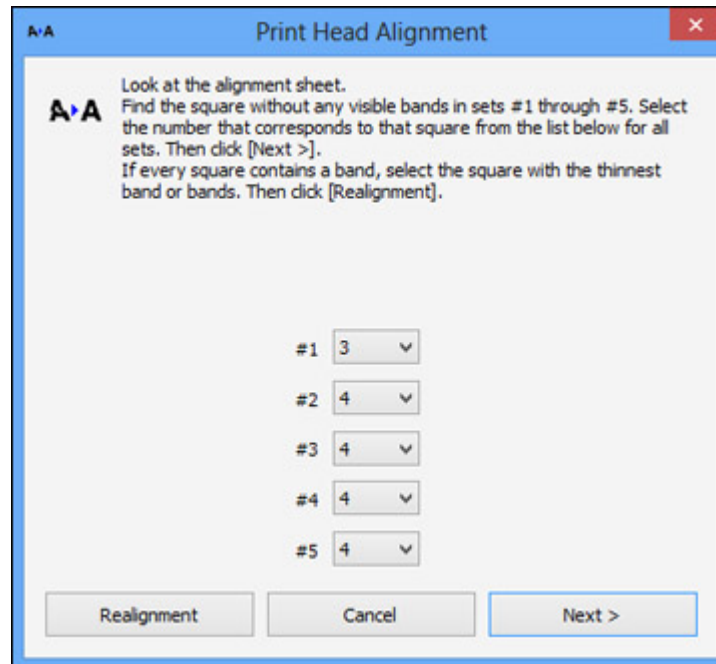 A▸A
Print Head Alignment
A▸A
Look at the alignment sheet.
Find the square without any visible bands in sets #1 through #5. Select
the number that corresponds to that square from the list below for all
sets. Then click [Next >].
If every square contains a band, select the square with the thinnest
band or bands. Then click [Realignment].
#1 3
#2 4
#3 4
#4 4
#5 4
Realignment Cancel Next >